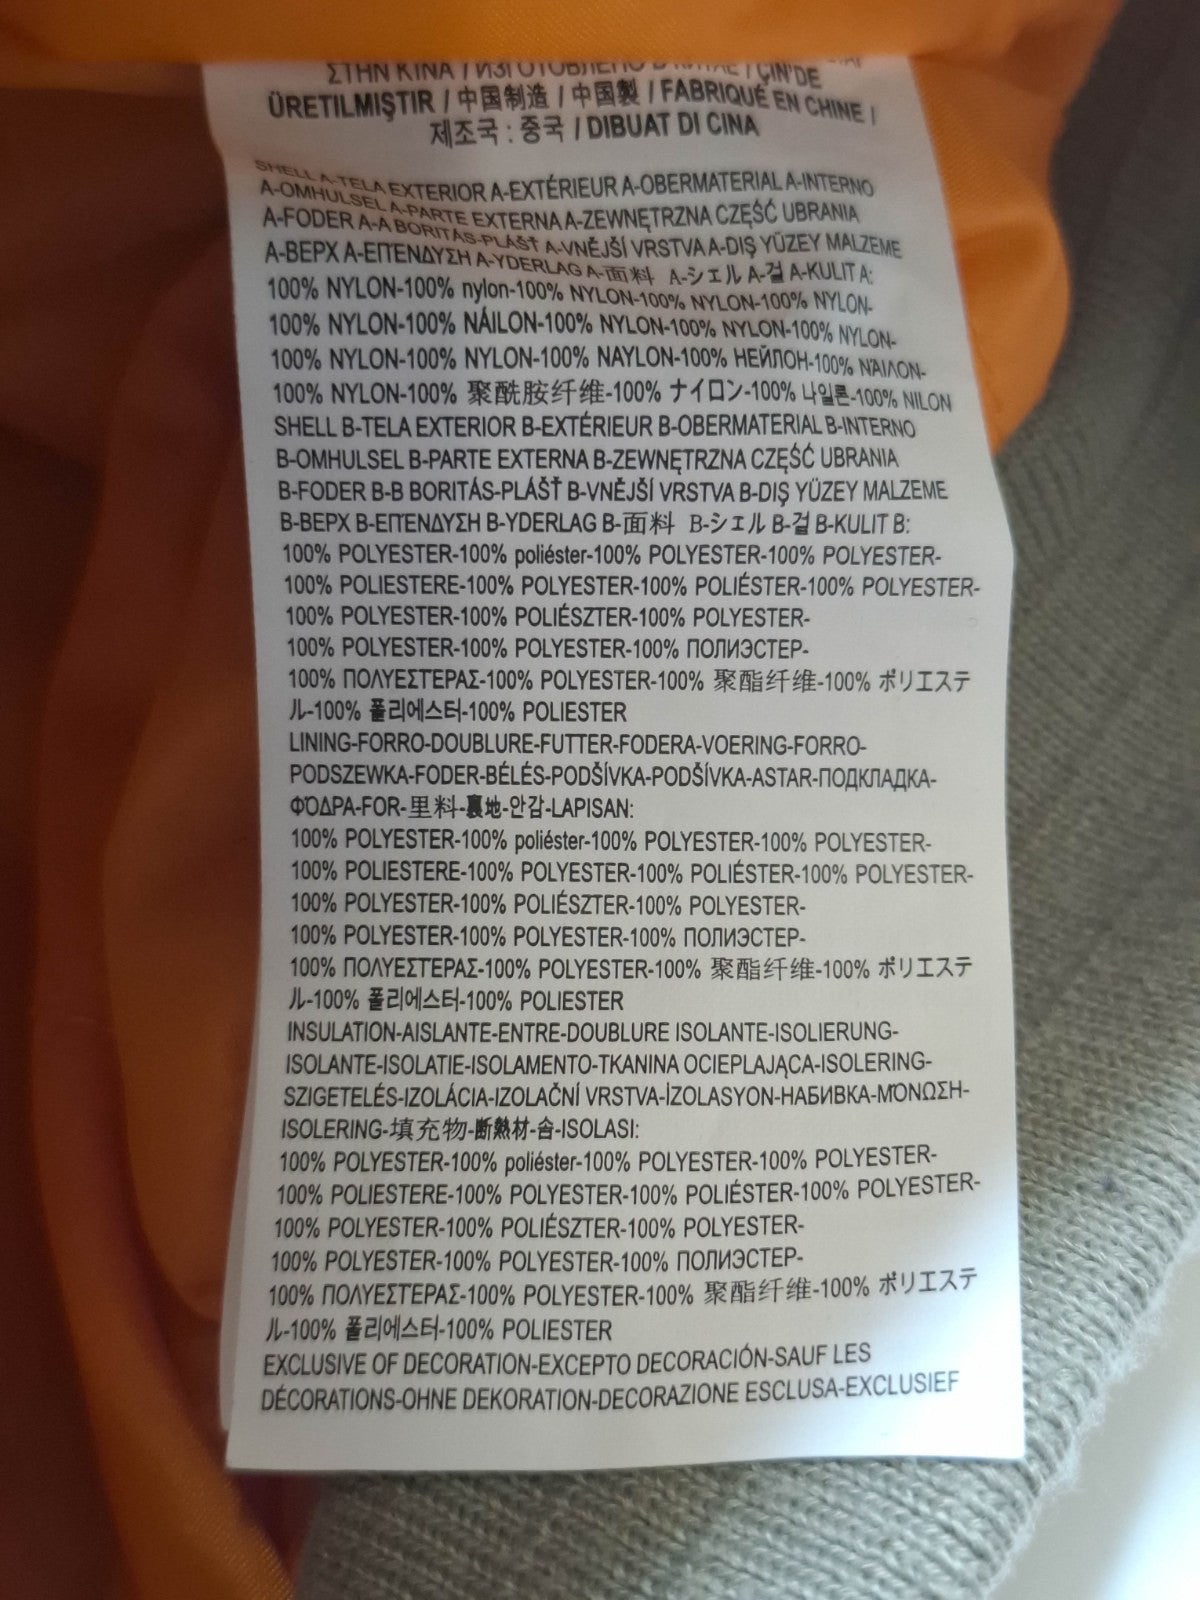 ΣΤΗΝ ΚΙΝΑ / ИЗГОТОВЛЕНО В КИТАЕ / ÇIN'DE
ÜRETILMIŞTIR / 中国制造 / 中国製 / FABRIQUÉ EN CHINE /
제조국 : 중국 / DIBUAT DI CINA
SHELL A-TELA EXTERIOR A-EXTÉRIEUR A-OBERMATERIAL A-INTERNO
A-OMHULSEL A-PARTE EXTERNA A-ZEWNĘTRZNA CZĘŚĆ UBRANIA
A-FODER A-A BORITÁS-PLÁŠŤ A-VNĚJŠÍ VRSTVA A-DIŞ YÜZEY MALZEME
A-ВЕРХ A-ΕΠΕΝΔΥΣΗ A-YDERLAG A-面料 A-シェル A-겉 A-KULIT A:
100% NYLON-100% nylon-100% NYLON-100% NYLON-100% NYLON-
100% NYLON-100% NÁILON-100% NYLON-100% NYLON-100% NYLON-
100% NYLON-100% NYLON-100% NAYLON-100% НЕЙЛОН-100% ΝΆΙΛΟΝ-
100% NYLON-100% 聚酰胺纤维-100% ナイロン-100% 나일론-100% NILON
SHELL B-TELA EXTERIOR B-EXTÉRIEUR B-OBERMATERIAL B-INTERNO
B-OMHULSEL B-PARTE EXTERNA B-ZEWNĘTRZNA CZĘŚĆ UBRANIA
B-FODER B-B BORITÁS-PLÁŠŤ B-VNĚJŠÍ VRSTVA B-DIŞ YÜZEY MALZEME
B-ВЕРХ B-ΕΠΕΝΔΥΣΗ B-YDERLAG B-面料 B-シェル B-겉 B-KULIT B:
100% POLYESTER-100% poliéster-100% POLYESTER-100% POLYESTER-
100% POLIESTERE-100% POLYESTER-100% POLIÉSTER-100% POLYESTER-
100% POLYESTER-100% POLIÉSZTER-100% POLYESTER-
100% POLYESTER-100% POLYESTER-100% ПОЛИЭСТЕР-
100% ΠΟΛΥΕΣΤΕΡΑΣ-100% POLYESTER-100% 聚酯纤维-100% ポリエステ
ル-100% 폴리에스터-100% POLIESTER
LINING-FORRO-DOUBLURE-FUTTER-FODERA-VOERING-FORRO-
PODSZEWKA-FODER-BÉLÉS-PODŠÍVKA-PODŠÍVKA-ASTAR-ПОДКЛАДКА-
ΦΌΔΡΑ-FOR-里料-裏地-안감-LAPISAN:
100% POLYESTER-100% poliéster-100% POLYESTER-100% POLYESTER-
100% POLIESTERE-100% POLYESTER-100% POLIÉSTER-100% POLYESTER-
100% POLYESTER-100% POLIÉSZTER-100% POLYESTER-
100% POLYESTER-100% POLYESTER-100% ПОЛИЭСТЕР-
100% ΠΟΛΥΕΣΤΕΡΑΣ-100% POLYESTER-100% 聚酯纤维-100% ポリエステ
ル-100% 폴리에스터-100% POLIESTER
INSULATION-AISLANTE-ENTRE-DOUBLURE ISOLANTE-ISOLIERUNG-
ISOLANTE-ISOLATIE-ISOLAMENTO-TKANINA OCIEPLAJĄCA-ISOLERING-
SZIGETELÉS-IZOLÁCIA-IZOLAČNÍ VRSTVA-İZOLASYON-НАБИВКА-ΜΌΝΩΣΗ-
ISOLERING-填充物-断熱材-솜-ISOLASI:
100% POLYESTER-100% poliéster-100% POLYESTER-100% POLYESTER-
100% POLIESTERE-100% POLYESTER-100% POLIÉSTER-100% POLYESTER-
100% POLYESTER-100% POLIÉSZTER-100% POLYESTER-
100% POLYESTER-100% POLYESTER-100% ПОЛИЭСТЕР-
100% ΠΟΛΥΕΣΤΕΡΑΣ-100% POLYESTER-100% 聚酯纤维-100% ポリエステ
ル-100% 폴리에스터-100% POLIESTER
EXCLUSIVE OF DECORATION-EXCEPTO DECORACIÓN-SAUF LES
DÉCORATIONS-OHNE DEKORATION-DECORAZIONE ESCLUSA-EXCLUSIEF